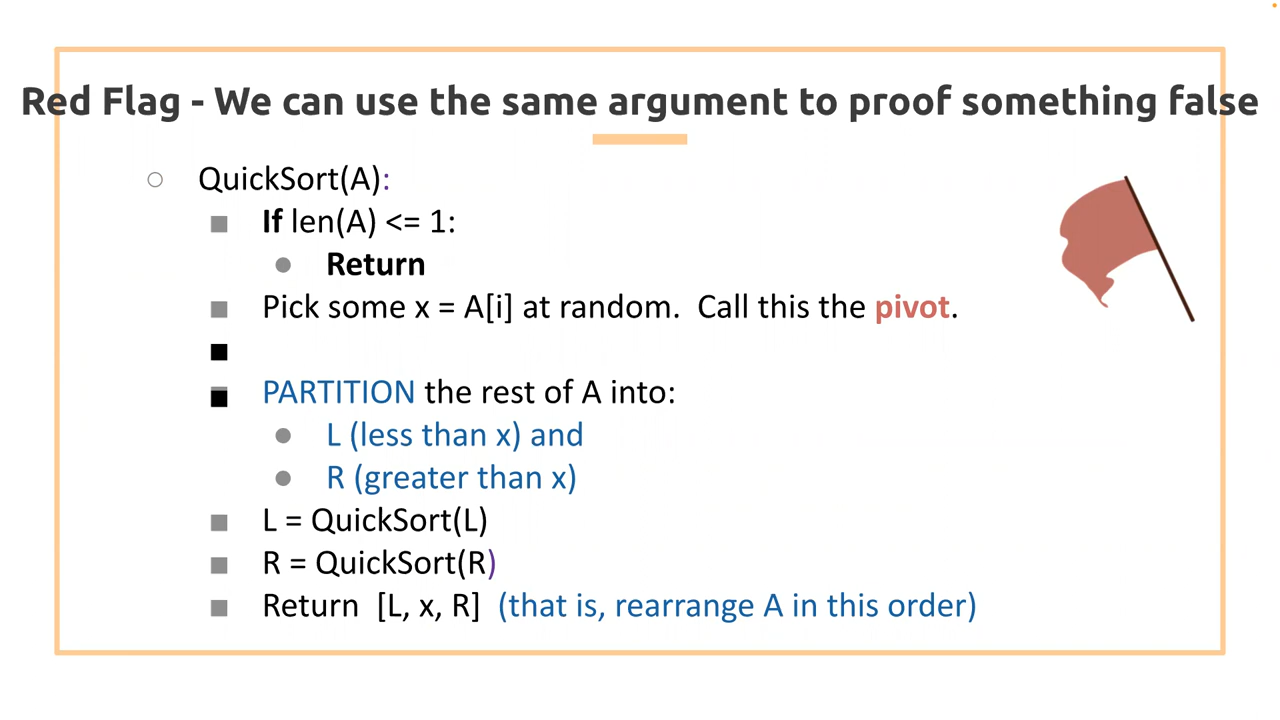 Red Flag - We can use the same argument to proof something false
QuickSort(A):
If len(A) <= 1:
Return
Pick some x = A[i] at random. Call this the pivot.
PARTITION the rest of A into:
L (less than x) and
R (greater than x)
L = QuickSort(L)
R = QuickSort(R)
Return [L, x, R] (that is, rearrange A in this order)